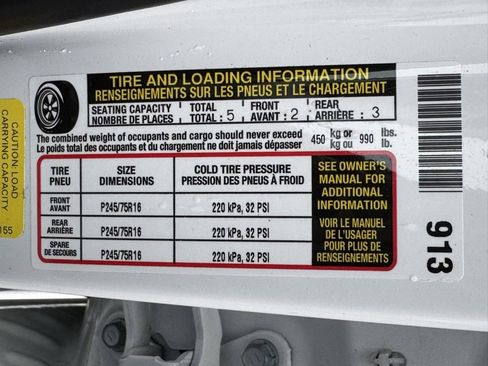 TIRE AND LOADING INFORMATION
RENSEIGNEMENTS SUR LES PNEUS ET LE CHARGEMENT
SEATING CAPACITY TOTAL FRONT REAR
NOMBRE DE PLACES TOTAL : 5 AVANT : 2 ARRIÈRE : 3
The combined weight of occupants and cargo should never exceed 450 kg or 990 lbs.
Le poids total des occupants et du chargement ne doit jamais dépasser kg ou lb.
TIRE SIZE COLD TIRE PRESSURE
PNEU DIMENSIONS PRESSION DES PNEUS À FROID
FRONT
AVANT P245/75R16 220 kPa, 32 PSI
REAR
ARRIÈRE P245/75R16 220 kPa, 32 PSI
SPARE
DE SECOURS P245/75R16 220 kPa, 32 PSI
SEE OWNER'S
MANUAL FOR
ADDITIONAL
INFORMATION
VOIR LE MANUEL
DE L'USAGER
POUR PLUS DE
RENSEIGNEMENTS
913
CAUTION: LOAD
CARRYING CAPACITY
155